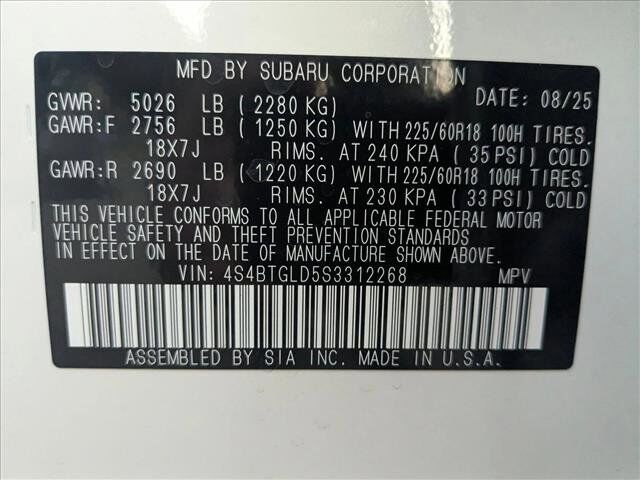 MFD BY SUBARU CORPORATION
GVWR: 5026 LB ( 2280 KG) DATE: 08/25
GAWR:F 2756 LB ( 1250 KG) WITH 225/60R18 100H TIRES.
18X7J RIMS. AT 240 KPA ( 35 PSI) COLD
GAWR:R 2690 LB ( 1220 KG) WITH 225/60R18 100H TIRES.
18X7J RIMS. AT 230 KPA ( 33 PSI) COLD
THIS VEHICLE CONFORMS TO ALL APPLICABLE FEDERAL MOTOR
VEHICLE SAFETY AND THEFT PREVENTION STANDARDS
IN EFFECT ON THE DATE OF MANUFACTURE SHOWN ABOVE.
VIN: 4S4BTGLD5S3312268 MPV
ASSEMBLED BY SIA INC. MADE IN U.S.A.